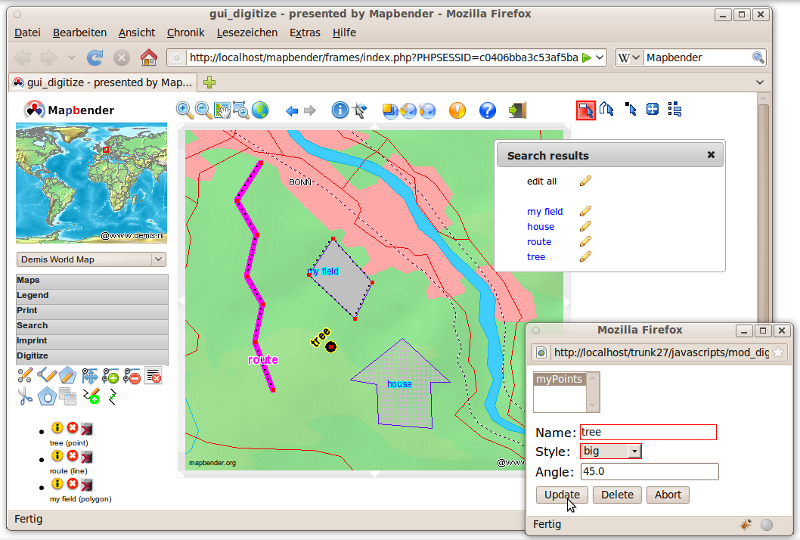 gui_digitize - presented by Mapbender - Mozilla Firefox
Datei Bearbeiten Ansicht Chronik Lesezeichen Extras Hilfe
http://localhost/mapbender/frames/index.php?PHPSESSID=c0406bba3c53af5ba
W Mapbender
gui_digitize - presented by Map...
Mapbender
@www.demis.nl
Demis World Map
Maps
Legend
Print
Search
Imprint
Digitize
tree (point)
route (line)
my field (polygon)
BONN
my field
tree
route
house
mapbender.org
@w
Search results
edit all
my field
house
route
tree
Mozilla Firefox
http://localhost/trunk27/javascripts/mod_dig
myPoints
Name: tree
Style: big
Angle: 45.0
Update Delete Abort
Fertig
Fertig